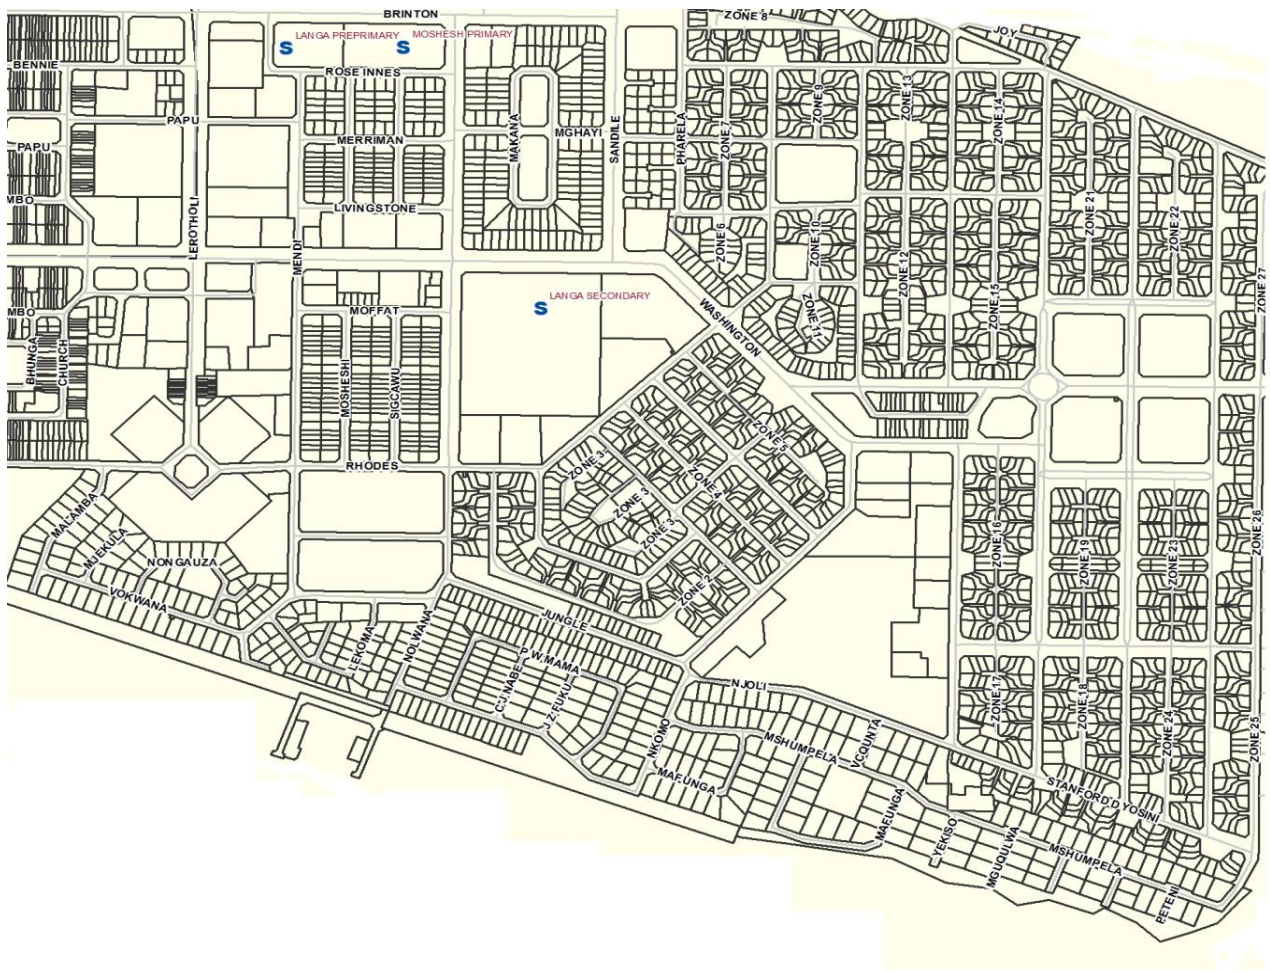 BRINTON
ZONE 8
JOY
LANGA PREPRIMARY
MOSHESH PRIMARY
S
S
BENNIE
ROSE INNES
PAPU
MERRIMAN
MAKANA
MGHAYI
SANDILE
PHARELA
ZONE 7
ZONE 9
ZONE 13
ZONE 14
PAPU
MBO
LIVINGSTONE
LEROTHOLI
MENDI
ZONE 6
ZONE 10
ZONE 12
ZONE 21
ZONE 22
ZONE 27
MBO
MOFFAT
LANGA SECONDARY
S
WASHINGTON
ZONE 11
ZONE 15
BHUNGA
CHURCH
MOSHESHI
SIGCAWU
RHODES
ZONE 3
ZONE 3
ZONE 3
ZONE 4
ZONE 5
MALAMBA
MJEKULA
NONGAUZA
VOKWANA
ZONE 2
ZONE 16
ZONE 19
ZONE 23
ZONE 26
LEKOMA
NOLWANA
JUNGLE
P.W.MAMA
C.J.NABE
J.Z.FUKU
NJOLI
NKOMO
MAFUNGA
MSHUMPELA
VCQUNTA
ZONE 17
ZONE 18
ZONE 24
ZONE 25
STANFORD DYOSINI
MAFUNGA
YEKISO
MGUQULWA
MSHUMPELA
PETENI